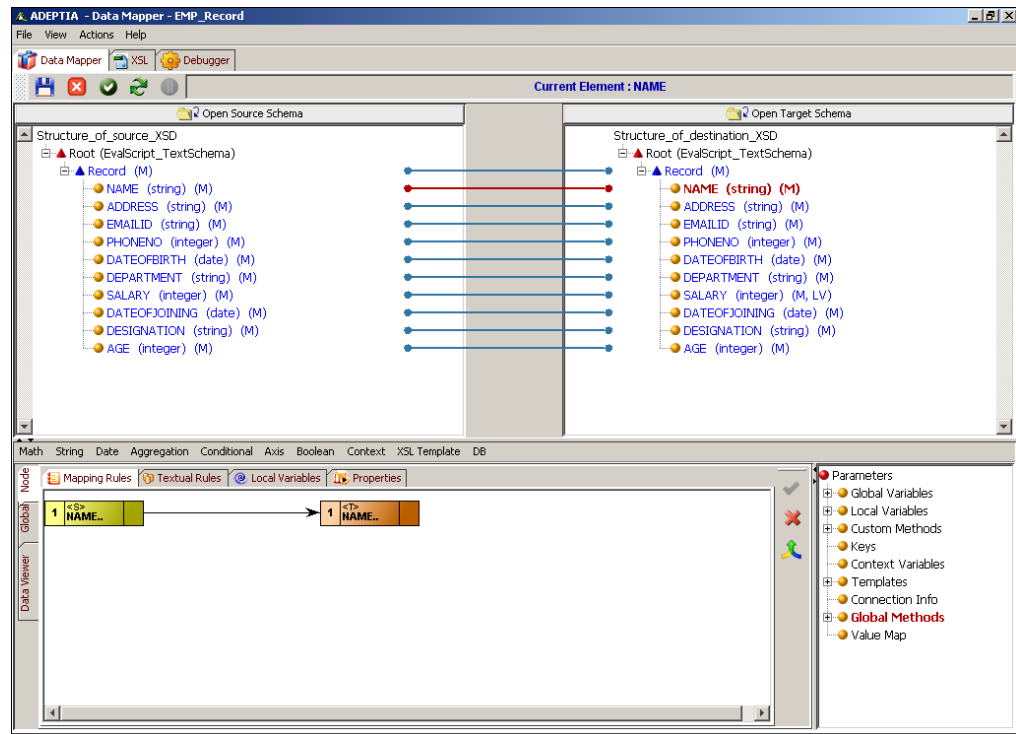 ADEPTIA - Data Mapper - EMP_Record
File View Actions Help
Data Mapper XSL Debugger
Current Element : NAME
Open Source Schema Open Target Schema
Structure_of_source_XSD Structure_of_destination_XSD
Root (EvalScript_TextSchema) Root (EvalScript_TextSchema)
Record (M) Record (M)
NAME (string) (M) NAME (string) (M)
ADDRESS (string) (M) ADDRESS (string) (M)
EMAILID (string) (M) EMAILID (string) (M)
PHONENO (integer) (M) PHONENO (integer) (M)
DATEOFBIRTH (date) (M) DATEOFBIRTH (date) (M)
DEPARTMENT (string) (M) DEPARTMENT (string) (M)
SALARY (integer) (M) SALARY (integer) (M, LV)
DATEOFJOINING (date) (M) DATEOFJOINING (date) (M)
DESIGNATION (string) (M) DESIGNATION (string) (M)
AGE (integer) (M) AGE (integer) (M)
Math String Date Aggregation Conditional Axis Boolean Context XSL Template DB
Node
Global
Data Viewer
Mapping Rules Textual Rules Local Variables Properties
1 <S> NAME.. 1 <T> NAME..
Parameters
Global Variables
Local Variables
Custom Methods
Keys
Context Variables
Templates
Connection Info
Global Methods
Value Map